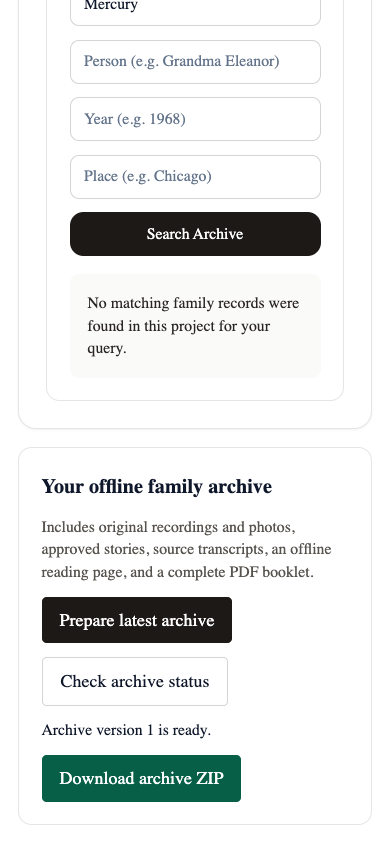 Mercury
Person (e.g. Grandma Eleanor)
Year (e.g. 1968)
Place (e.g. Chicago)
Search Archive
No matching family records were
found in this project for your
query.
Your offline family archive
Includes original recordings and photos,
approved stories, source transcripts, an offline
reading page, and a complete PDF booklet.
Prepare latest archive
Check archive status
Archive version 1 is ready.
Download archive ZIP